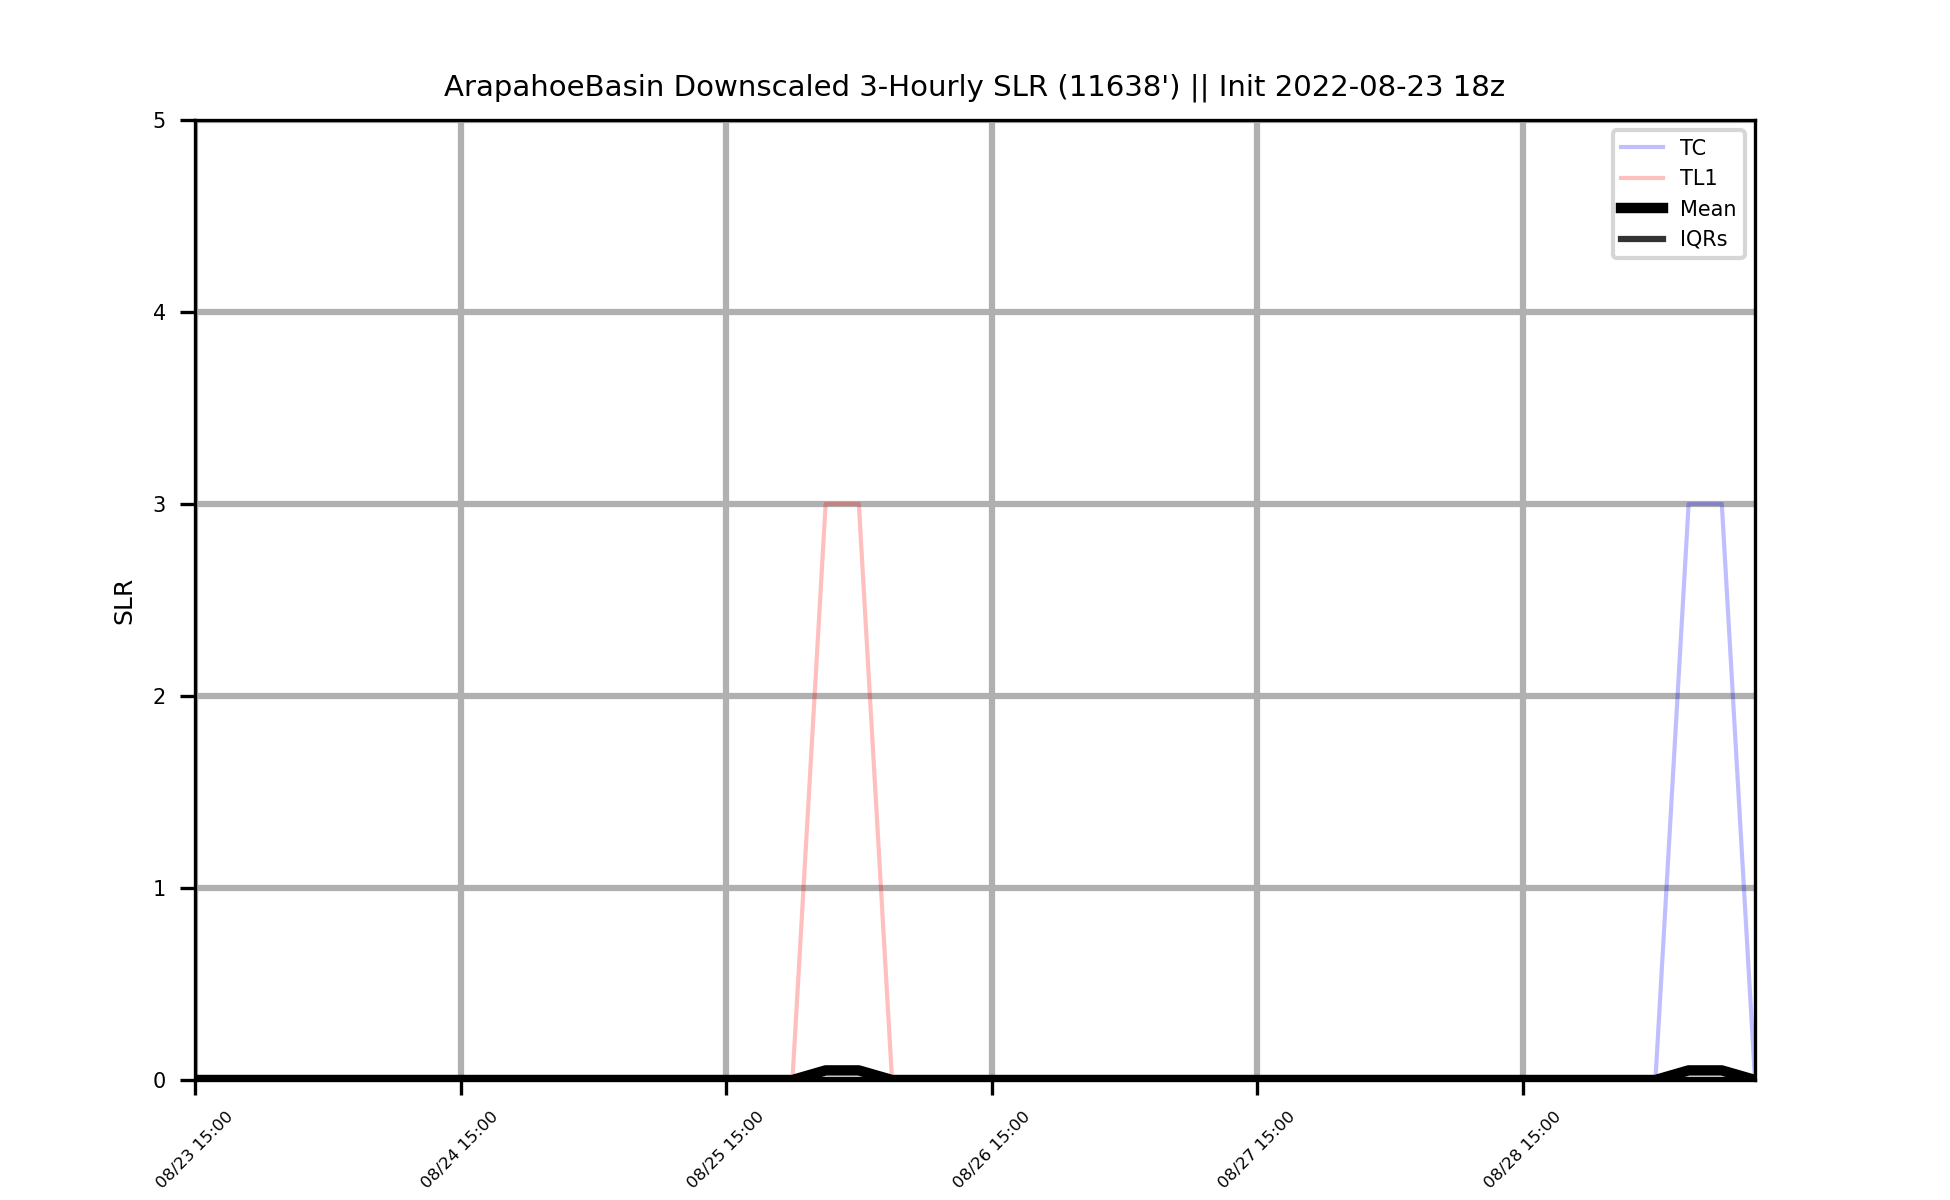 ArapahoeBasin Downscaled 3-Hourly SLR (11638') || Init 2022-08-23 18z
5
4
3
2
1
0
SLR
TC
TL1
Mean
IQRs
08/23 15:00
08/24 15:00
08/25 15:00
08/26 15:00
08/27 15:00
08/28 15:00